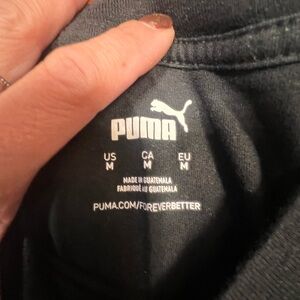 PUMA
US CA EU
M M M
MADE IN GUATEMALA
FABRIQUÉ AU GUATEMALA
PUMA.COM/FOREVERBETTER